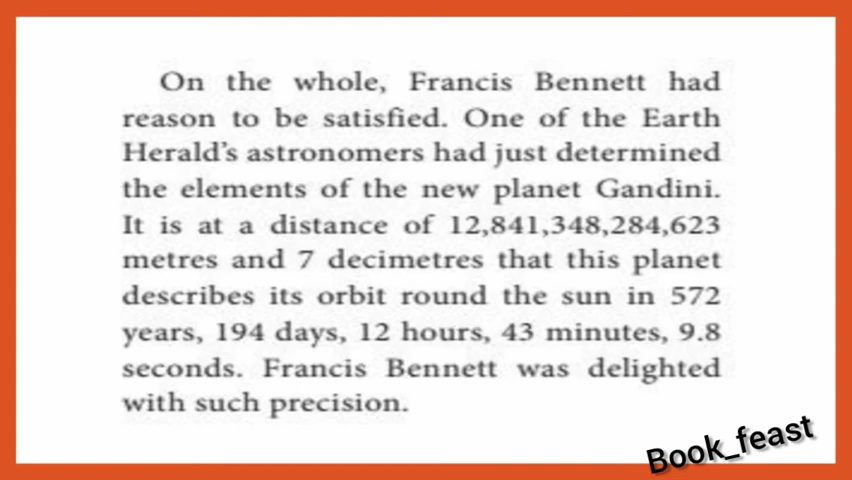 On the whole, Francis Bennett had
reason to be satisfied. One of the Earth
Herald's astronomers had just determined
the elements of the new planet Gandini.
It is at a distance of 12,841,348,284,623
metres and 7 decimetres that this planet
describes its orbit round the sun in 572
years, 194 days, 12 hours, 43 minutes, 9.8
seconds. Francis Bennett was delighted
with such precision.
Book_feast